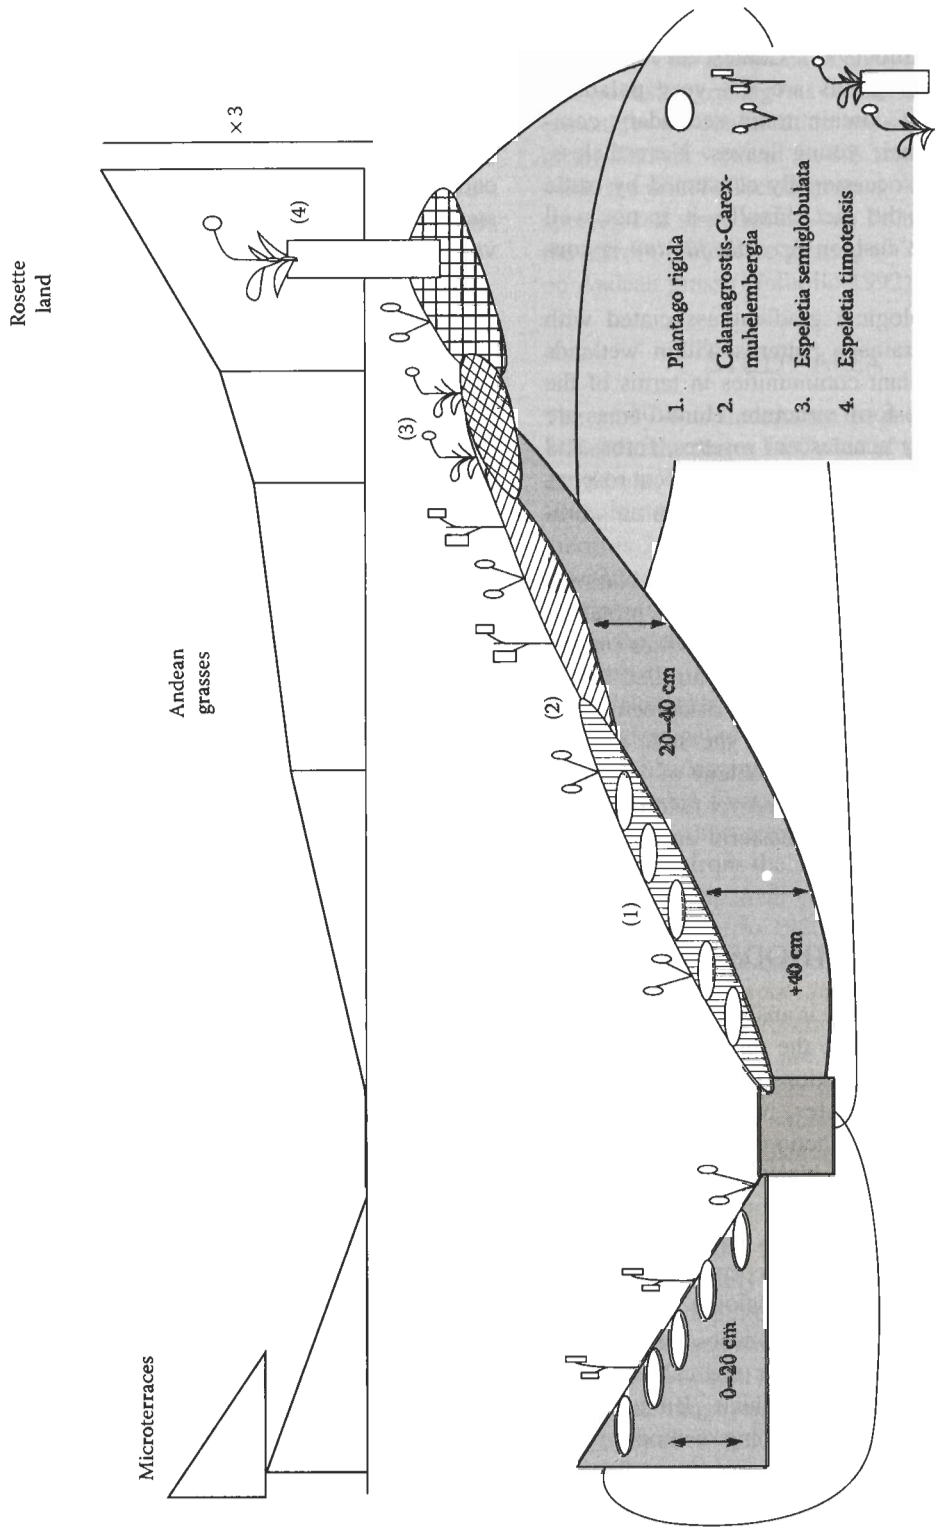 Rosette
land
Microterraces
Andean
grasses
× 3
(4)
(3)
(2)
(1)
20–40 cm
0–20 cm
+40 cm
1. Plantago rigida
2. Calamagrostis-Carex-
muhelembergia
3. Espeletia semiglobulata
4. Espeletia timotensis